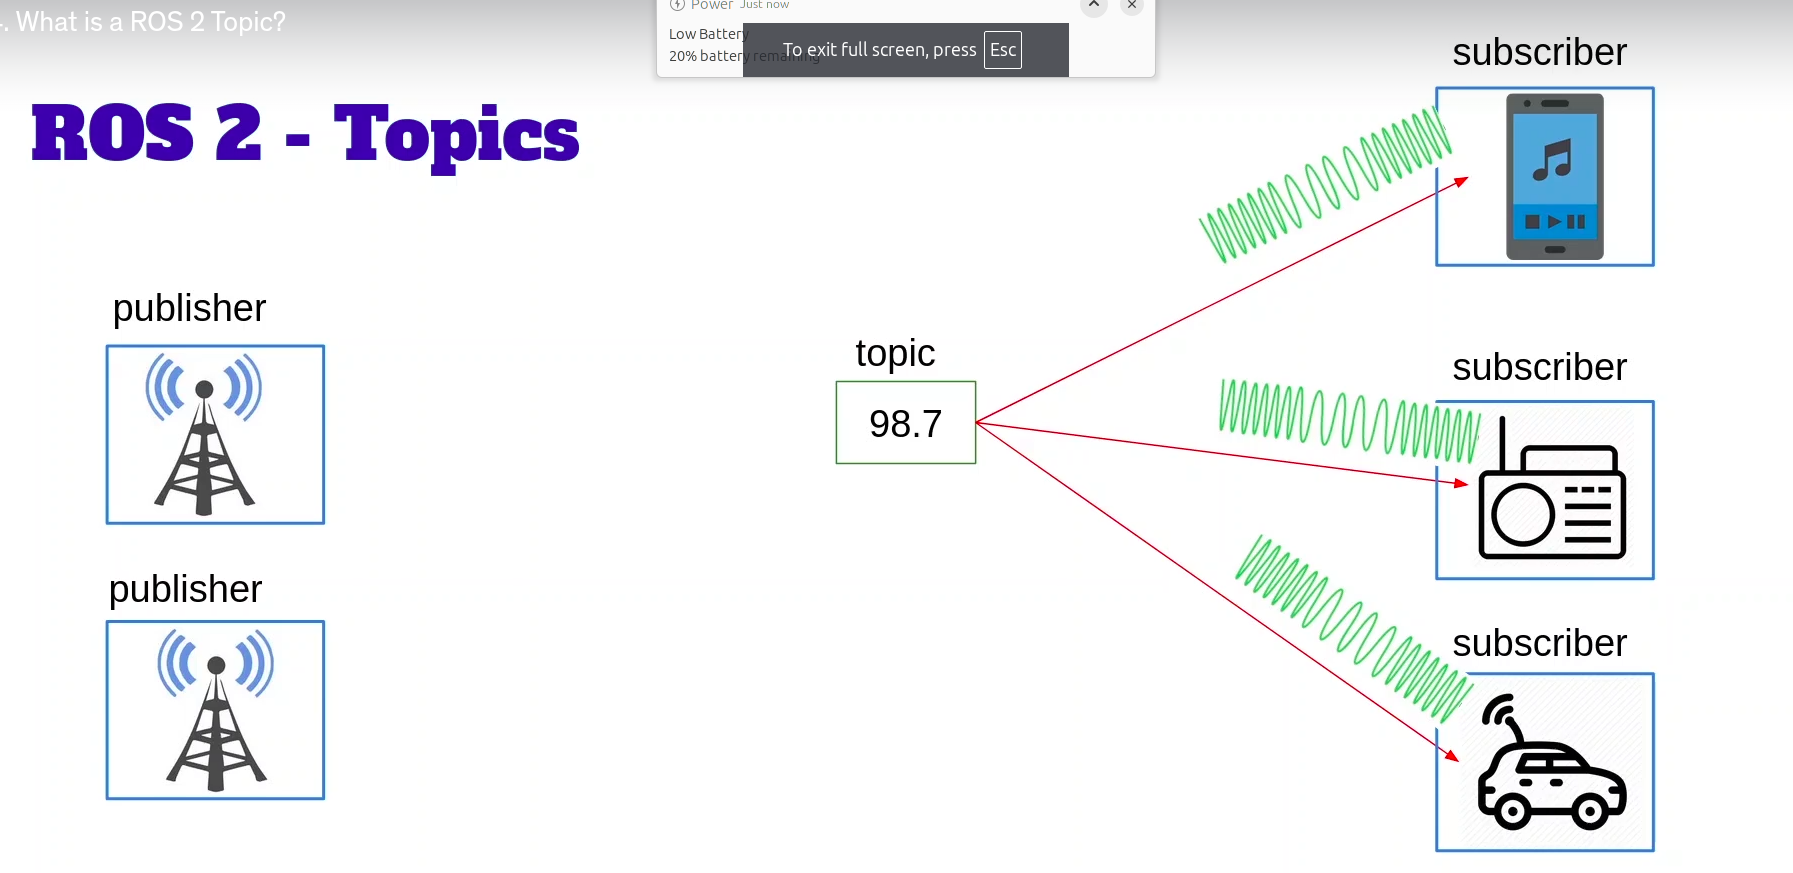 . What is a ROS 2 Topic?
Power Just now
Low Battery
20% battery remaining
To exit full screen, press Esc
ROS 2 - Topics
subscriber
publisher
topic
98.7
subscriber
publisher
subscriber